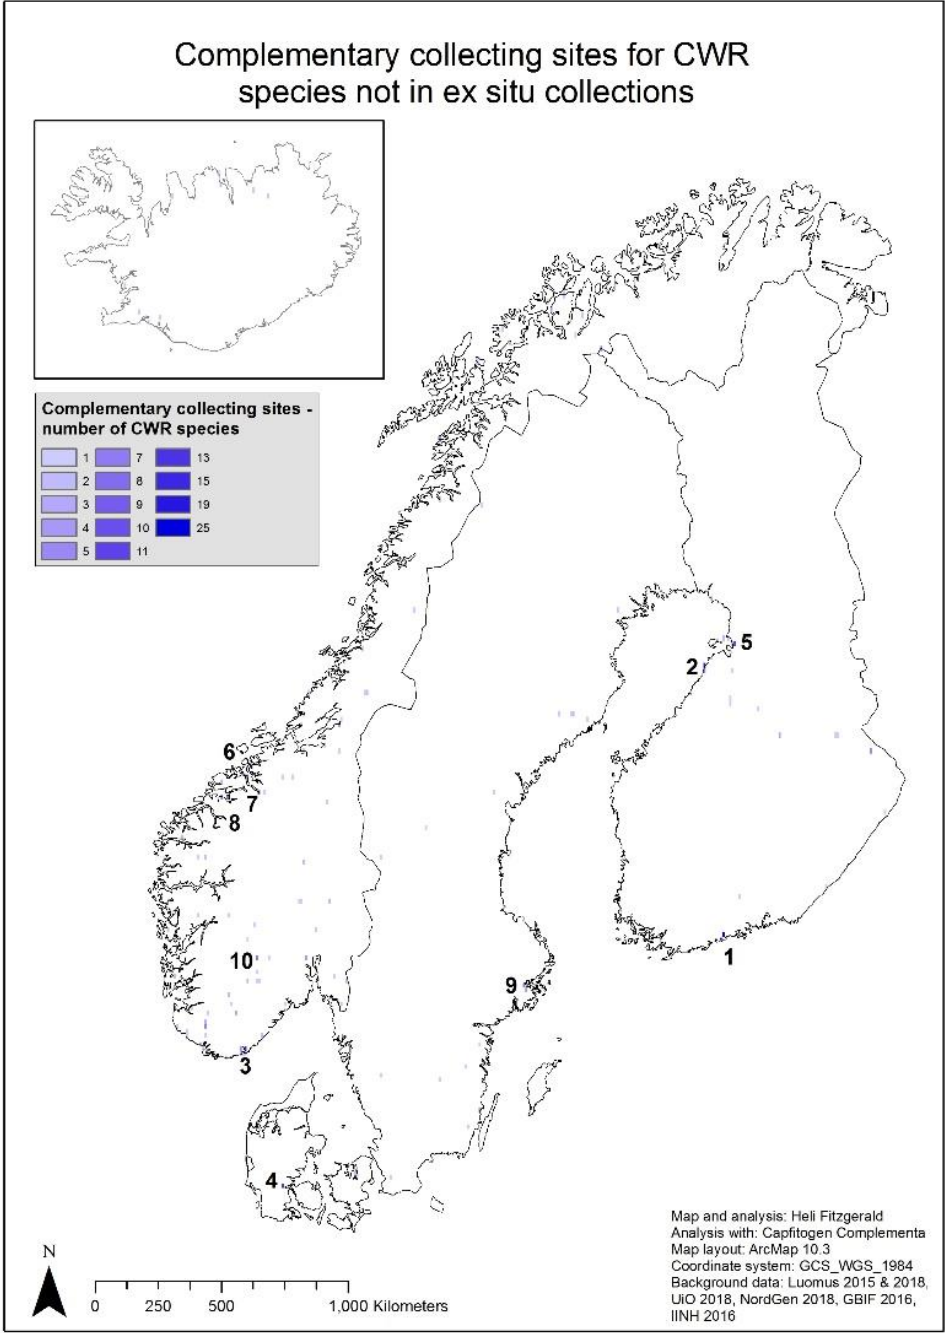 Complementary collecting sites for CWR
species not in ex situ collections
Complementary collecting sites -
number of CWR species
1 7 13
2 8 15
3 9 19
4 10 25
5 11
5
2
6
7
8
10
1
9
3
4
N
0 250 500 1,000 Kilometers
Map and analysis: Heli Fitzgerald
Analysis with: Capfitogen Complementa
Map layout: ArcMap 10.3
Coordinate system: GCS_WGS_1984
Background data: Luomus 2015 & 2018,
UiO 2018, NordGen 2018, GBIF 2016,
IINH 2016